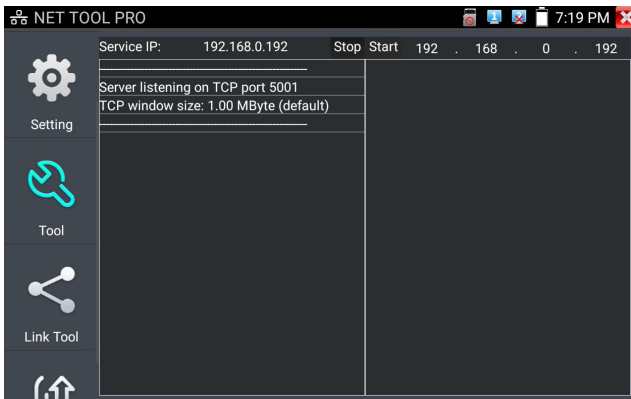 NET TOOL PRO
7:19 PM
Service IP: 192.168.0.192 Stop Start 192 . 168 . 0 . 192
Server listening on TCP port 5001
TCP window size: 1.00 MByte (default)
Setting
Tool
Link Tool